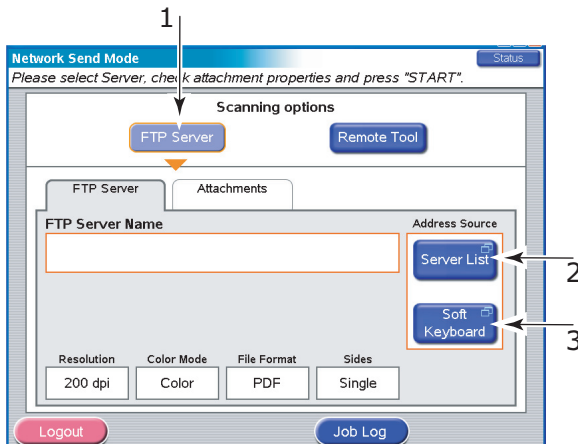 1
Network Send Mode
Status
Please select Server, check attachment properties and press "START".
Scanning options
FTP Server
Remote Tool
FTP Server
Attachments
FTP Server Name
Address Source
Server List
2
Soft
Keyboard
3
Resolution
Color Mode
File Format
Sides
200 dpi
Color
PDF
Single
Logout
Job Log